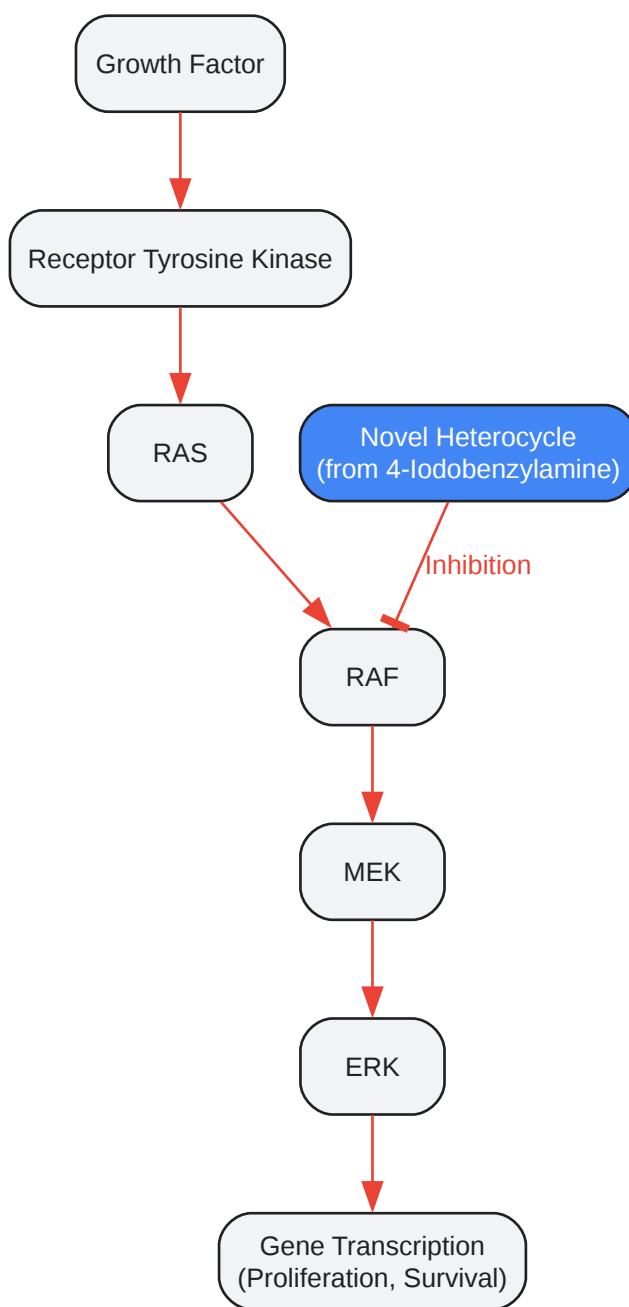 Growth Factor
Receptor Tyrosine Kinase
RAS
Novel Heterocycle
(from 4-Iodobenzylamine)
Inhibition
RAF
MEK
ERK
Gene Transcription
(Proliferation, Survival)